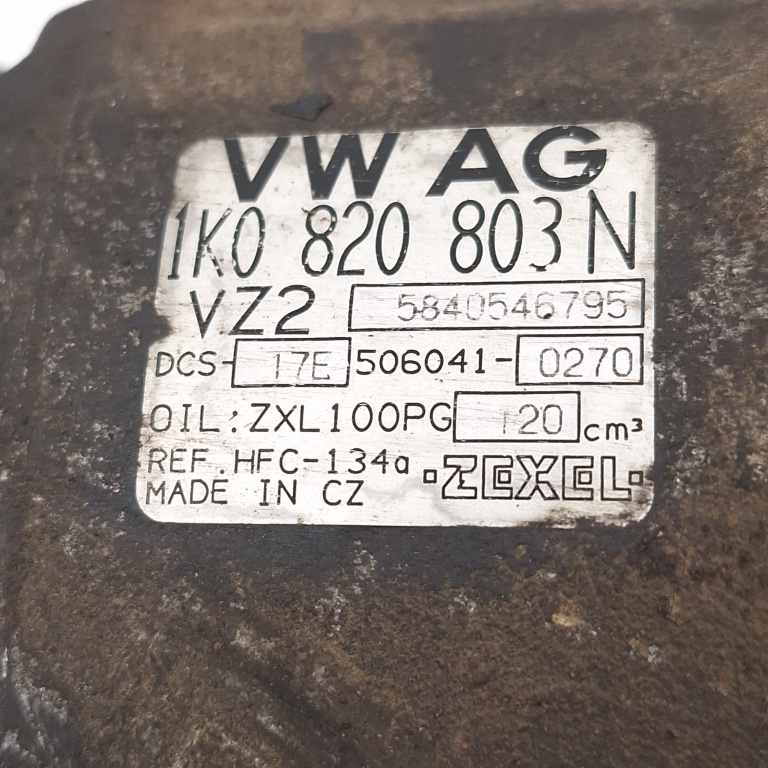 VW AG
1K0 820 803 N
VZ2 5840546795
DCS-17E 506041-0270
OIL: ZXL100PG 120 cm³
REF. HFC-134a
MADE IN CZ ·ZEXEL·